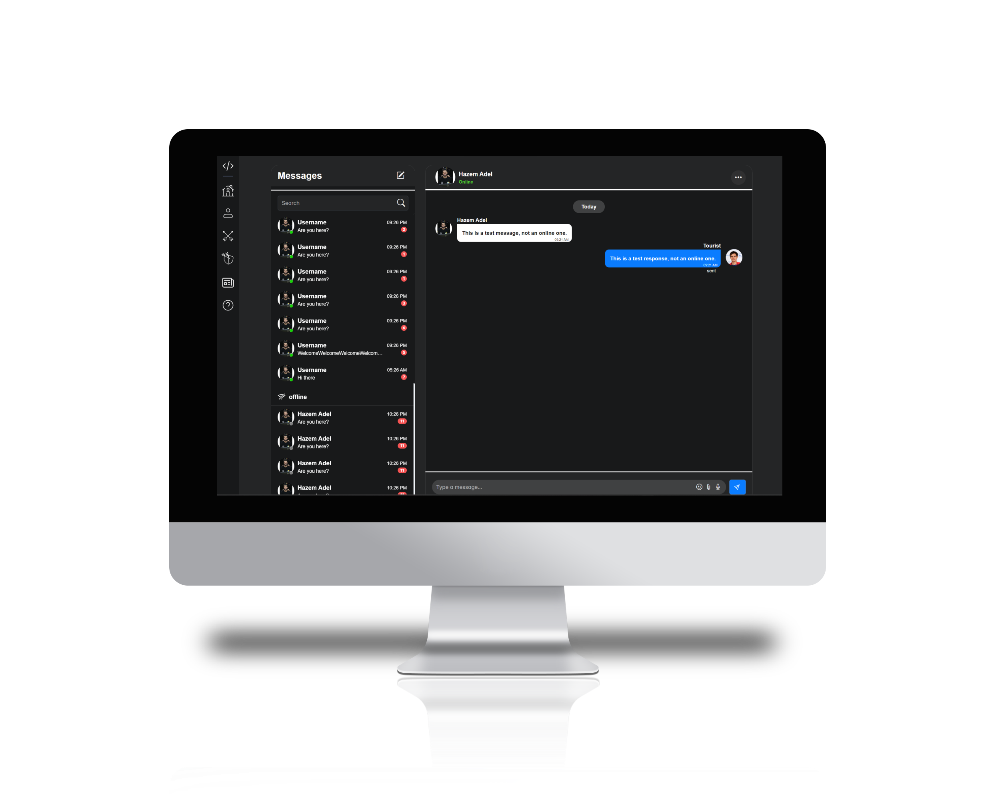 Messages
Search
Username 09:26 PM
Are you here? 2
Username 09:26 PM
Are you here? 1
Username 09:26 PM
Are you here? 1
Username 09:26 PM
Are you here? 3
Username 09:26 PM
Are you here? 6
Username 09:26 PM
WelcomeWelcomeWelcomeWelcom... 5
Username 05:26 AM
Hi there 7
offline
Hazem Adel 10:26 PM
Are you here? 11
Hazem Adel 10:26 PM
Are you here? 11
Hazem Adel 10:26 PM
Are you here? 11
Hazem Adel 10:26 PM
Hazem Adel
Online
Today
Hazem Adel
This is a test message, not an online one.
09:21 AM
Tourist
This is a test response, not an online one.
09:21 AM
sent
Type a message...